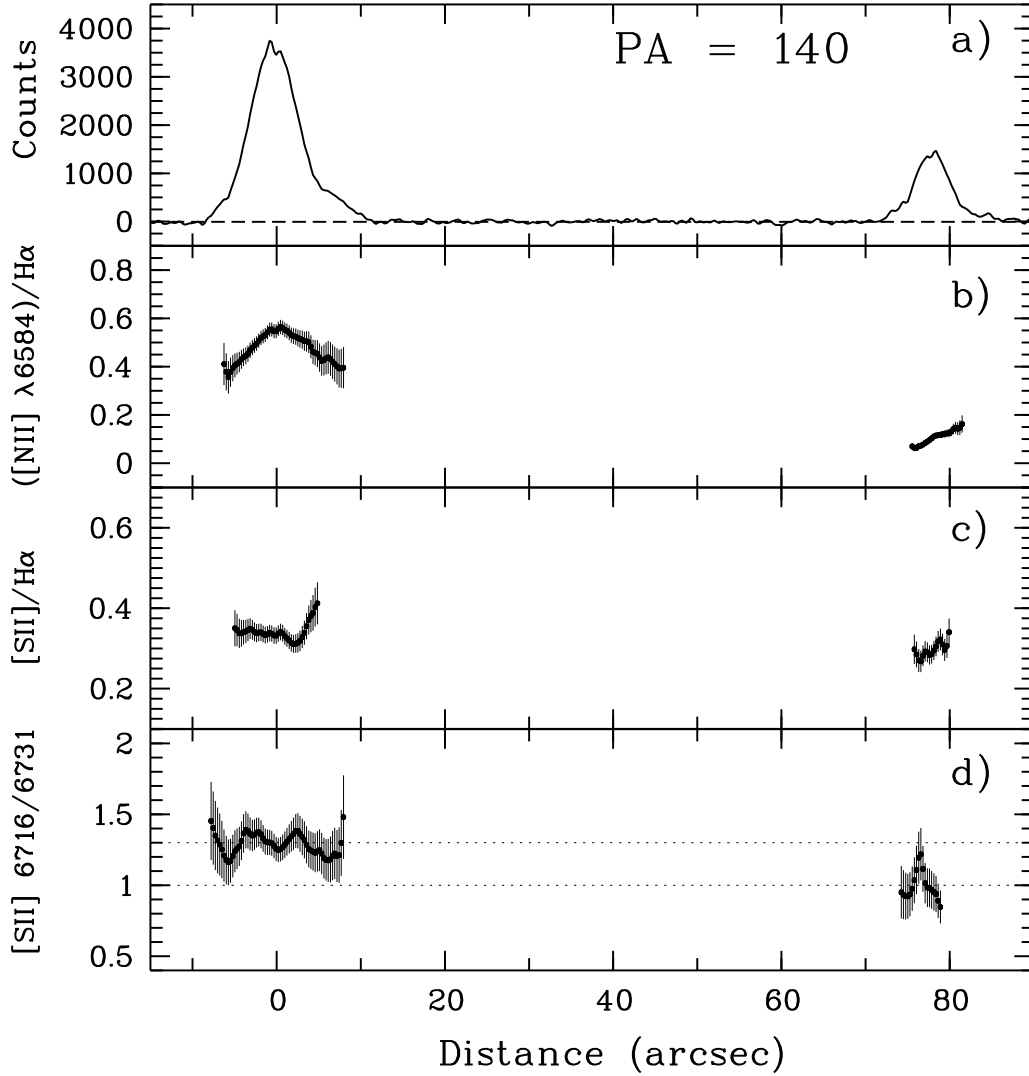 PA = 140
a)
Counts
4000
3000
2000
1000
0
b)
([NII] λ6584)/Hα
0.8
0.6
0.4
0.2
0
c)
[SII]/Hα
0.6
0.4
0.2
d)
[SII] 6716/6731
2
1.5
1
0.5
0 20 40 60 80
Distance (arcsec)